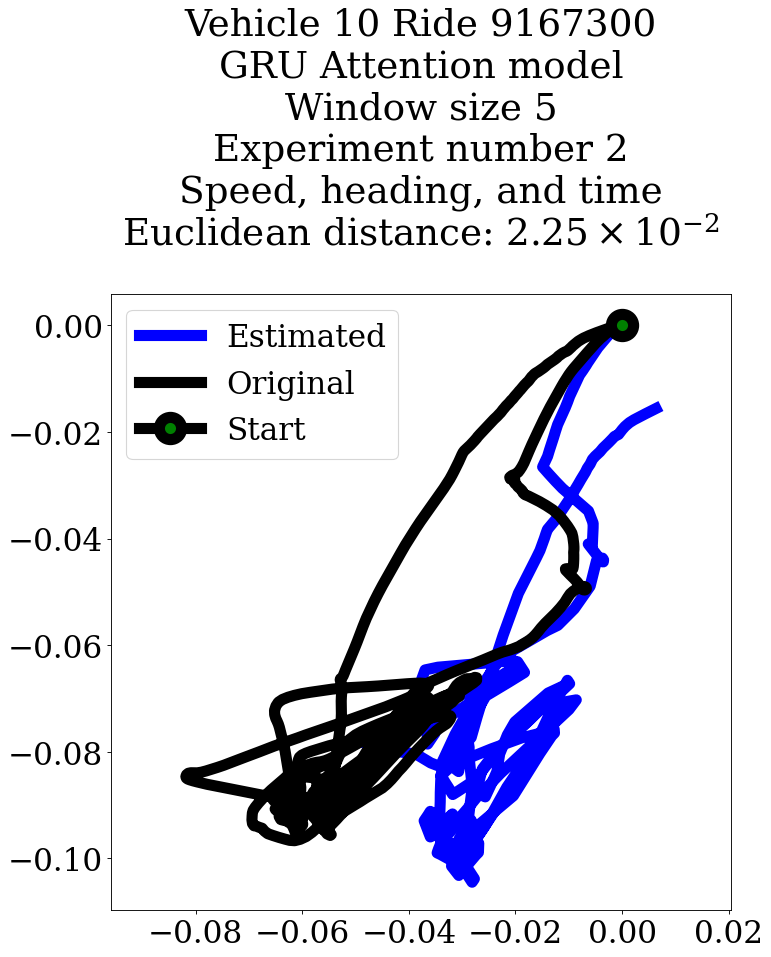 Vehicle 10 Ride 9167300
GRU Attention model
Window size 5
Experiment number 2
Speed, heading, and time
Euclidean distance: 2.25 × 10⁻²
Estimated
Original
Start
0.00
−0.02
−0.04
−0.06
−0.08
−0.10
−0.08 −0.06 −0.04 −0.02 0.00 0.02